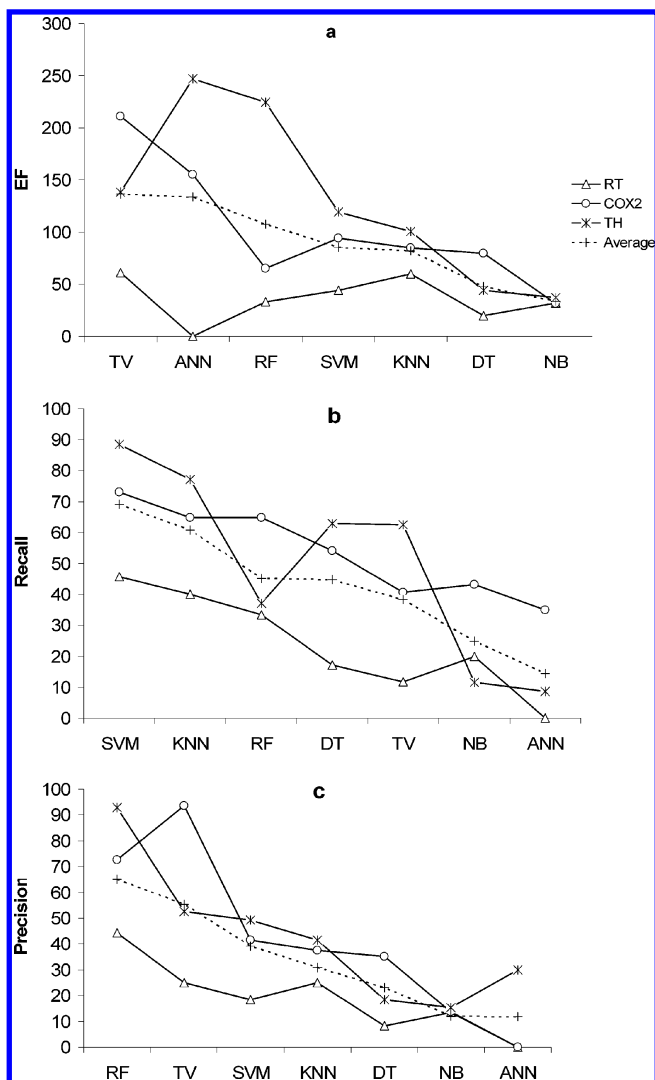 a
300
250
200
150
100
50
0
EF
TV ANN RF SVM KNN DT NB
RT
COX2
TH
Average
b
100
90
80
70
60
50
40
30
20
10
0
Recall
SVM KNN RF DT TV NB ANN
c
100
90
80
70
60
50
40
30
20
10
0
Precision
RF TV SVM KNN DT NB ANN